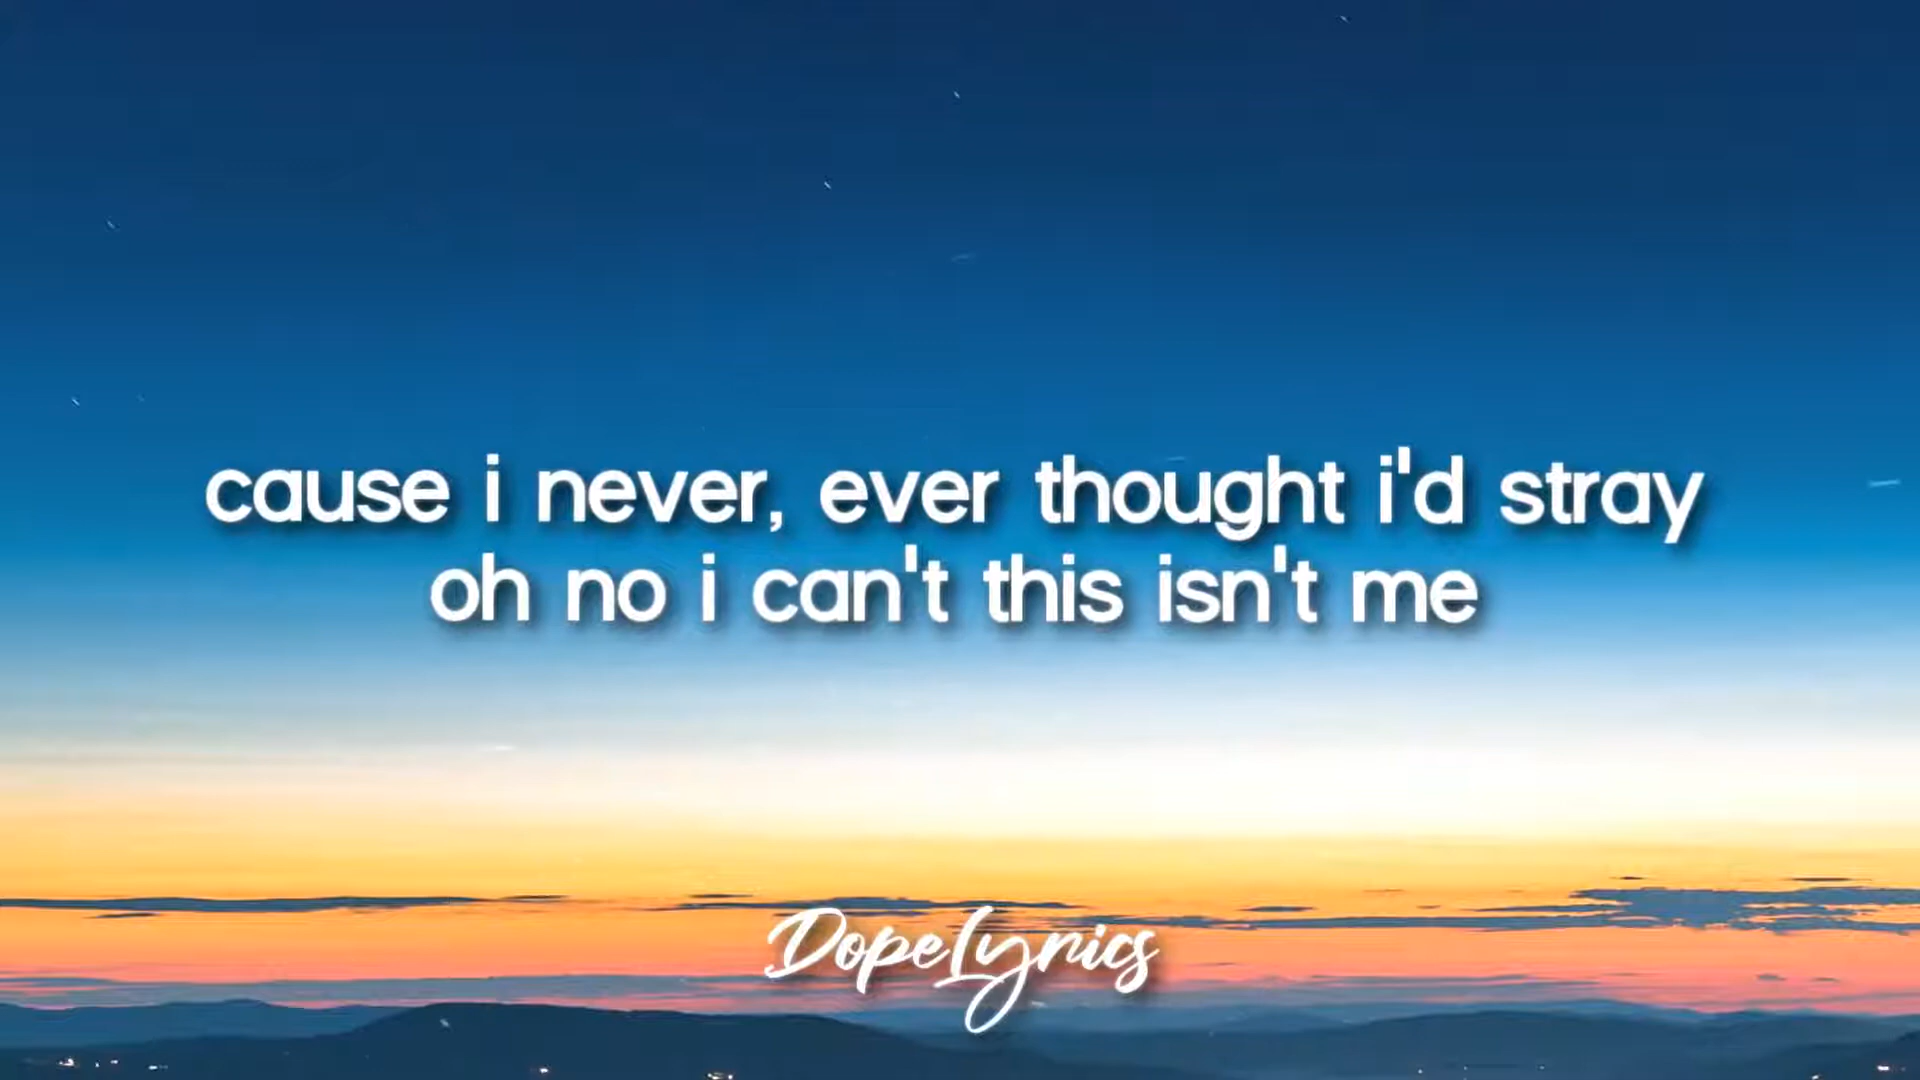 cause i never, ever thought i'd stray
oh no i can't this isn't me
DopeLyrics